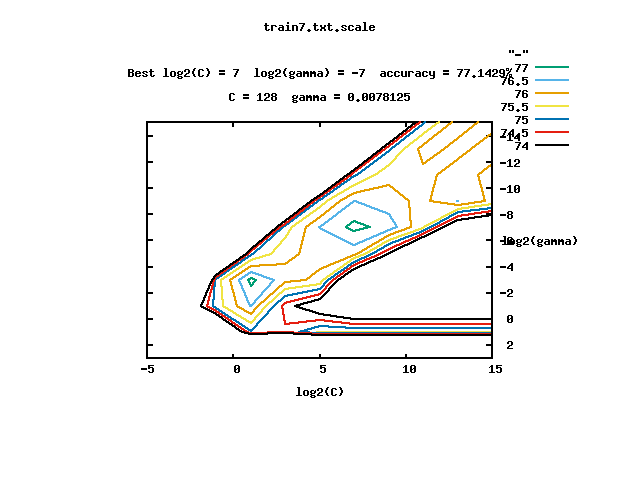 train7.txt.scale
"-"
Best log2(C) = 7  log2(gamma) = -7  accuracy = 77.1429%
77
76.5
C = 128  gamma = 0.0078125
76
75.5
75
74.5
74
-14
-12
-10
-8
-6
log2(gamma)
-4
-2
0
2
-5 0 5 10 15
log2(C)